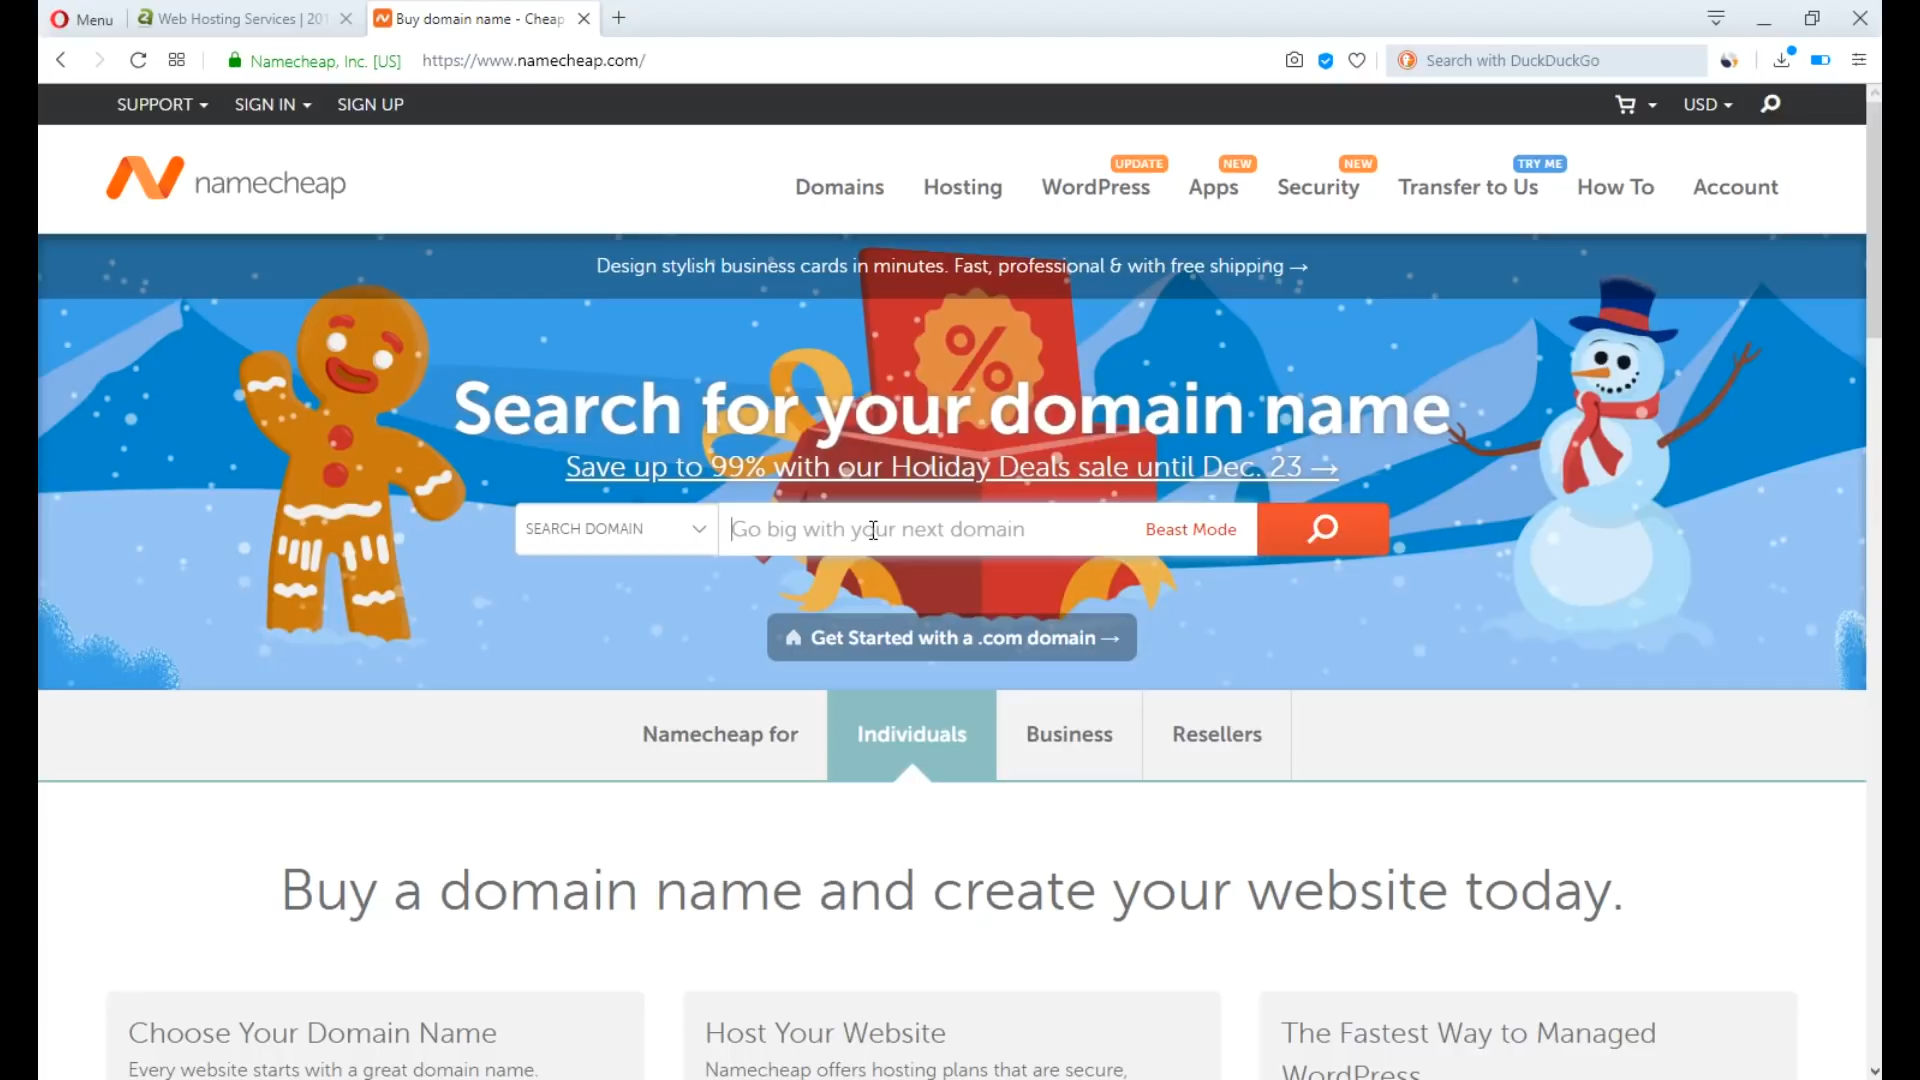 Menu
Web Hosting Services | 201
Buy domain name - Cheap
Namecheap, Inc. [US]
https://www.namecheap.com/
Search with DuckDuckGo
SUPPORT
SIGN IN
SIGN UP
USD
namecheap
Domains
Hosting
UPDATE
WordPress
NEW
Apps
NEW
Security
TRY ME
Transfer to Us
How To
Account
Design stylish business cards in minutes. Fast, professional & with free shipping →
%
Search for your domain name
Save up to 99% with our Holiday Deals sale until Dec. 23 →
SEARCH DOMAIN
Go big with your next domain
Beast Mode
Get Started with a .com domain →
Namecheap for
Individuals
Business
Resellers
Buy a domain name and create your website today.
Choose Your Domain Name
Every website starts with a great domain name.
Host Your Website
Namecheap offers hosting plans that are secure,
The Fastest Way to Managed
WordPress